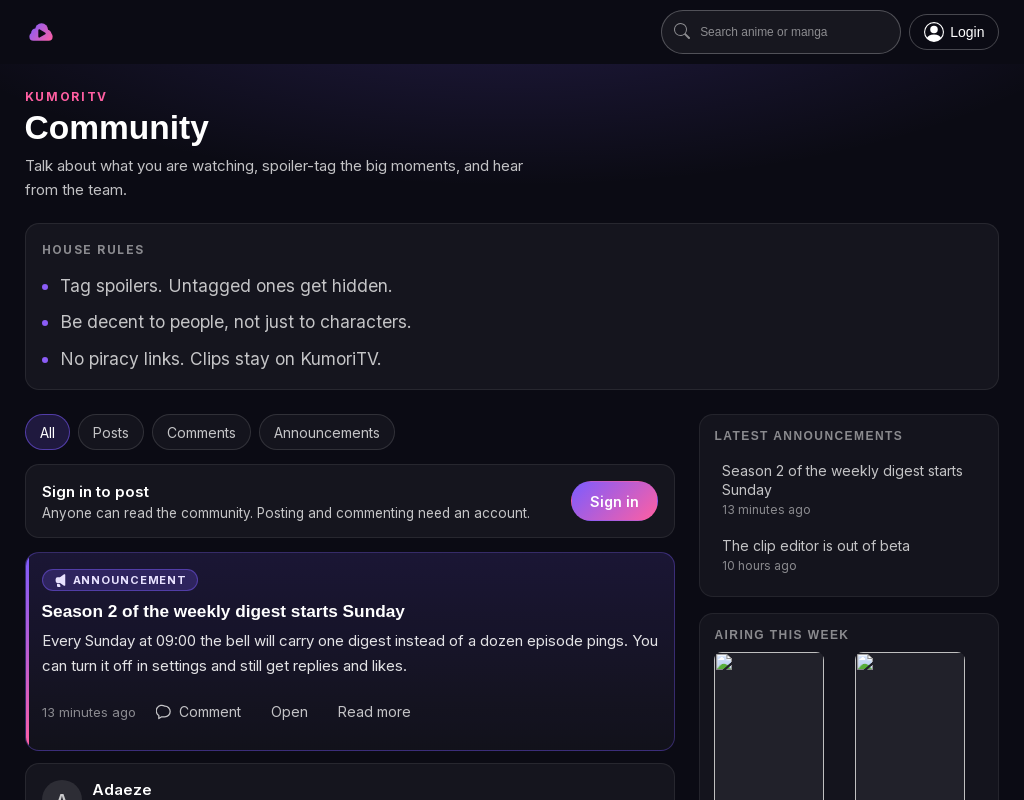 Search anime or manga
Login
KUMORITV
Community
Talk about what you are watching, spoiler-tag the big moments, and hear
from the team.
HOUSE RULES
Tag spoilers. Untagged ones get hidden.
Be decent to people, not just to characters.
No piracy links. Clips stay on KumoriTV.
All
Posts
Comments
Announcements
Sign in to post
Anyone can read the community. Posting and commenting need an account.
Sign in
ANNOUNCEMENT
Season 2 of the weekly digest starts Sunday
Every Sunday at 09:00 the bell will carry one digest instead of a dozen episode pings. You
can turn it off in settings and still get replies and likes.
13 minutes ago
Comment
Open
Read more
A
Adaeze
LATEST ANNOUNCEMENTS
Season 2 of the weekly digest starts
Sunday
13 minutes ago
The clip editor is out of beta
10 hours ago
AIRING THIS WEEK